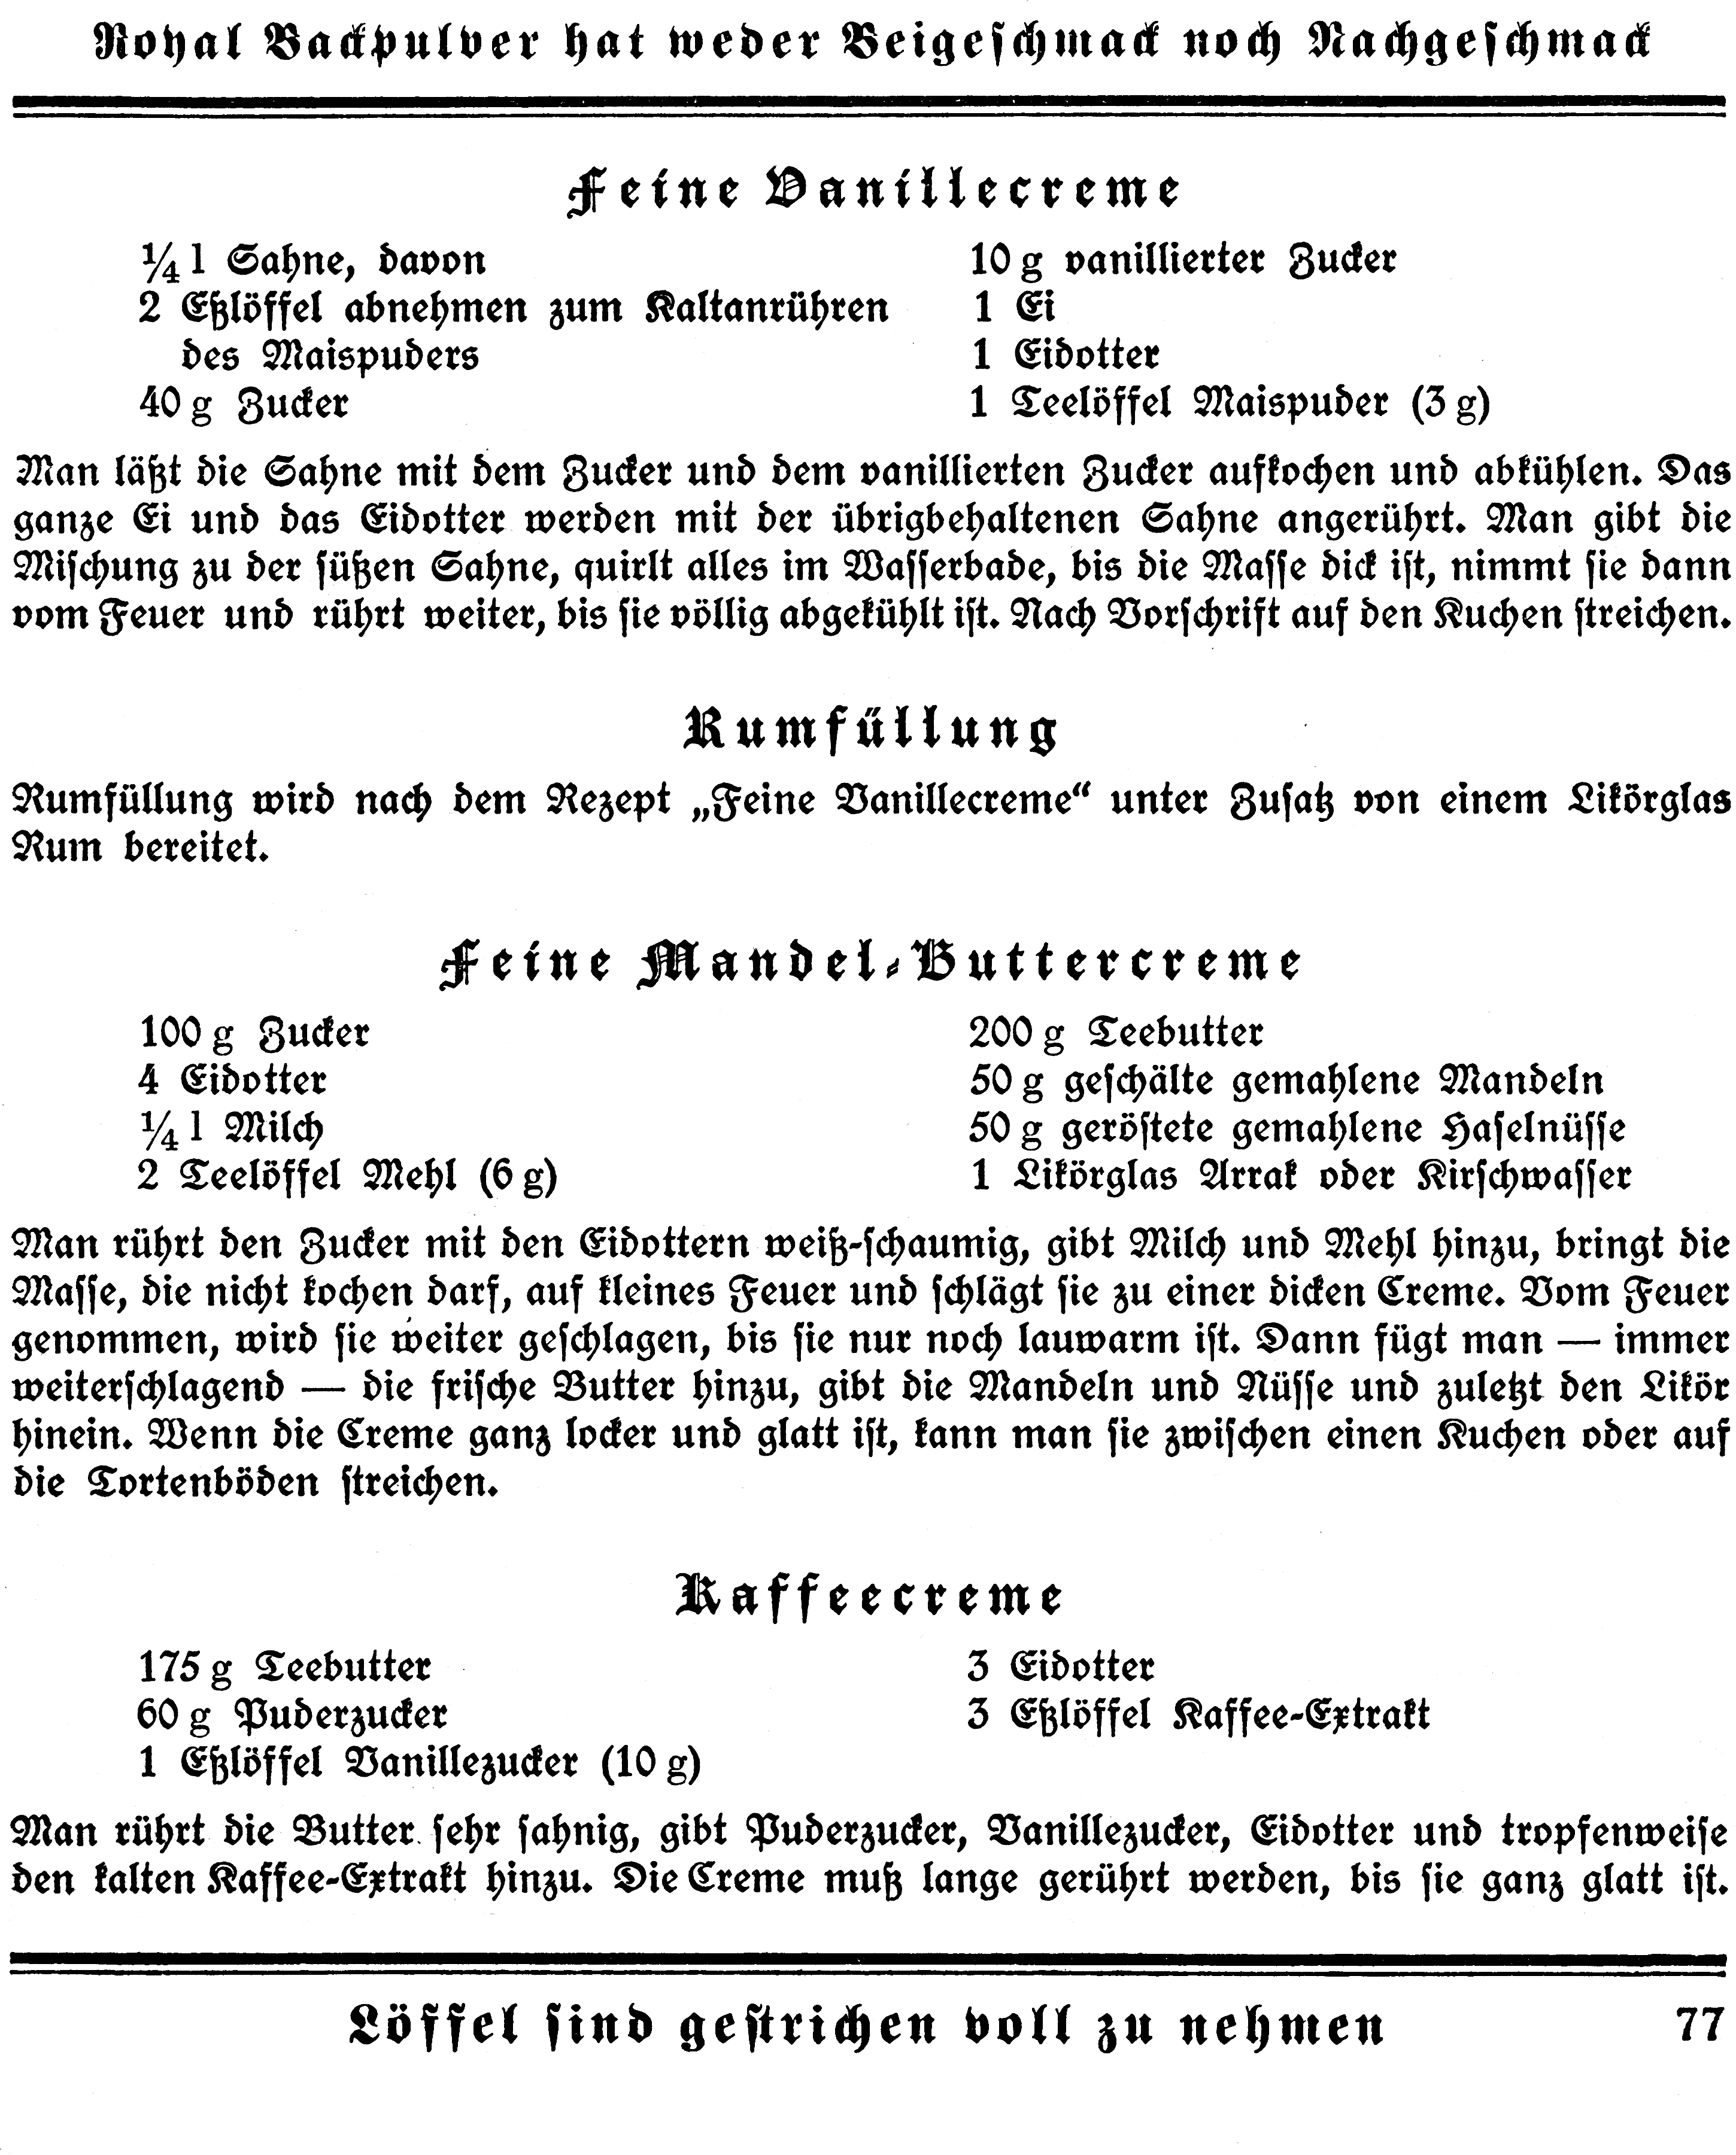 Royal Backpulver hat weder Beigeschmack noch Nachgeschmack
Feine Vanillecreme
¼ l Sahne, davon
2 Eßlöffel abnehmen zum Kaltanrühren
des Maispuders
40 g Zucker
10 g vanillierter Zucker
1 Ei
1 Eidotter
1 Teelöffel Maispuder (3 g)
Man läßt die Sahne mit dem Zucker und dem vanillierten Zucker aufkochen und abkühlen. Das
ganze Ei und das Eidotter werden mit der übrigbehaltenen Sahne angerührt. Man gibt die
Mischung zu der süßen Sahne, quirlt alles im Wasserbade, bis die Masse dick ist, nimmt sie dann
vom Feuer und rührt weiter, bis sie völlig abgekühlt ist. Nach Vorschrift auf den Kuchen streichen.
Rumfüllung
Rumfüllung wird nach dem Rezept „Feine Vanillecreme“ unter Zusatz von einem Likörglas
Rum bereitet.
Feine Mandel-Buttercreme
100 g Zucker
4 Eidotter
¼ l Milch
2 Teelöffel Mehl (6 g)
200 g Teebutter
50 g geschälte gemahlene Mandeln
50 g geröstete gemahlene Haselnüsse
1 Likörglas Arrak oder Kirschwasser
Man rührt den Zucker mit den Eidottern weiß-schaumig, gibt Milch und Mehl hinzu, bringt die
Masse, die nicht kochen darf, auf kleines Feuer und schlägt sie zu einer dicken Creme. Vom Feuer
genommen, wird sie weiter geschlagen, bis sie nur noch lauwarm ist. Dann fügt man — immer
weiterschlagend — die frische Butter hinzu, gibt die Mandeln und Nüsse und zuletzt den Likör
hinein. Wenn die Creme ganz locker und glatt ist, kann man sie zwischen einen Kuchen oder auf
die Tortenböden streichen.
Kaffeecreme
175 g Teebutter
60 g Puderzucker
1 Eßlöffel Vanillezucker (10 g)
3 Eidotter
3 Eßlöffel Kaffee-Extrakt
Man rührt die Butter sehr sahnig, gibt Puderzucker, Vanillezucker, Eidotter und tropfenweise
den kalten Kaffee-Extrakt hinzu. Die Creme muß lange gerührt werden, bis sie ganz glatt ist.
Löffel sind gestrichen voll zu nehmen
77